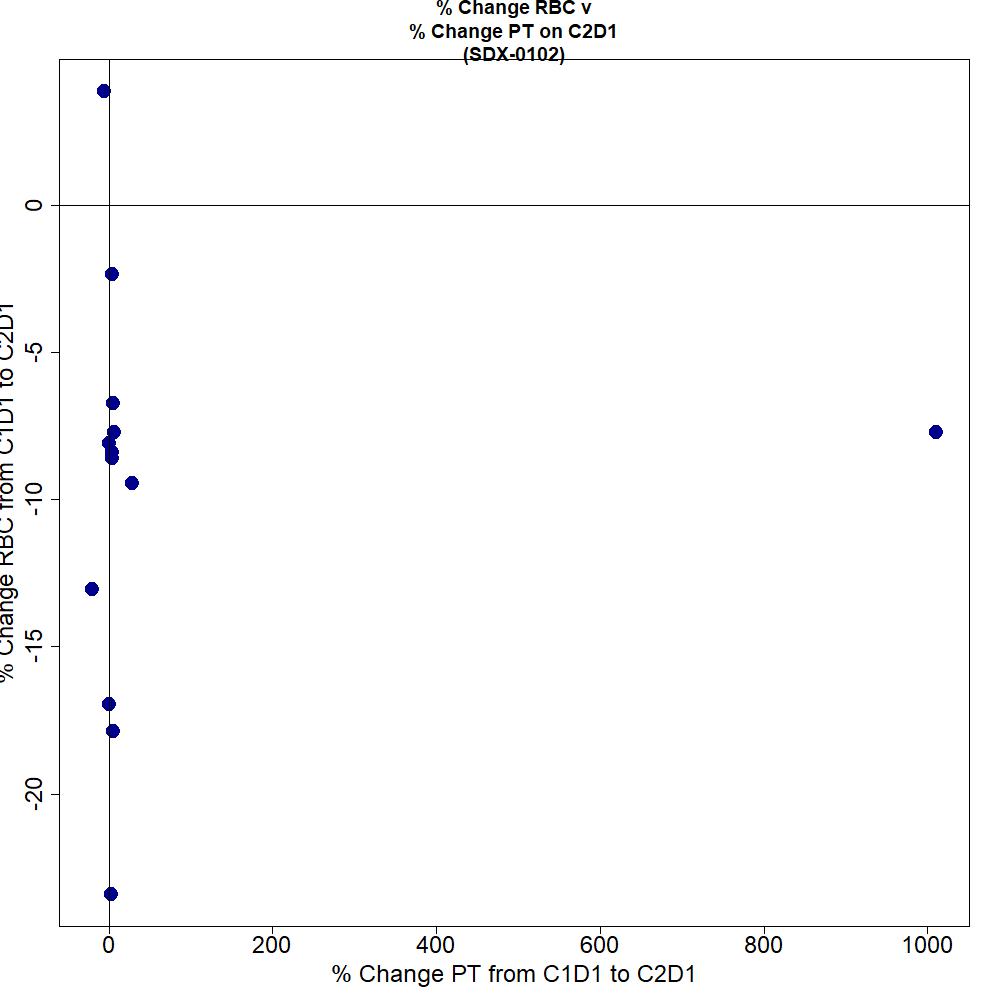 % Change RBC v
% Change PT on C2D1
(SDX-0102)
0
-5
-10
-15
-20
% Change RBC from C1D1 to C2D1
0 200 400 600 800 1000
% Change PT from C1D1 to C2D1